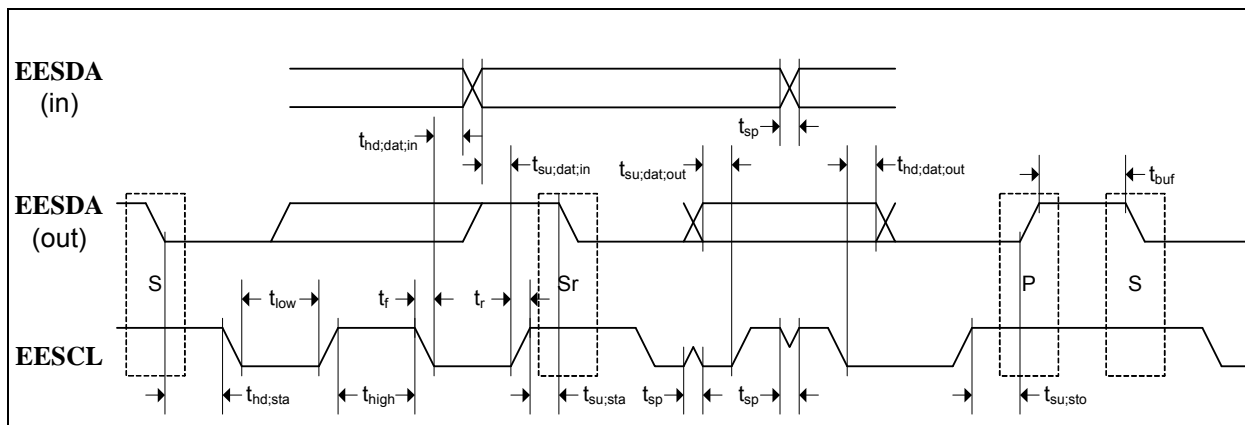 EESDA
(in)
t_hd;dat;in
t_sp
t_su;dat;in
t_su;dat;out
t_hd;dat;out
t_buf
EESDA
(out)
S
t_low
t_f
t_r
Sr
P
S
EESCL
t_hd;sta
t_high
t_su;sta
t_sp
t_sp
t_su;sto